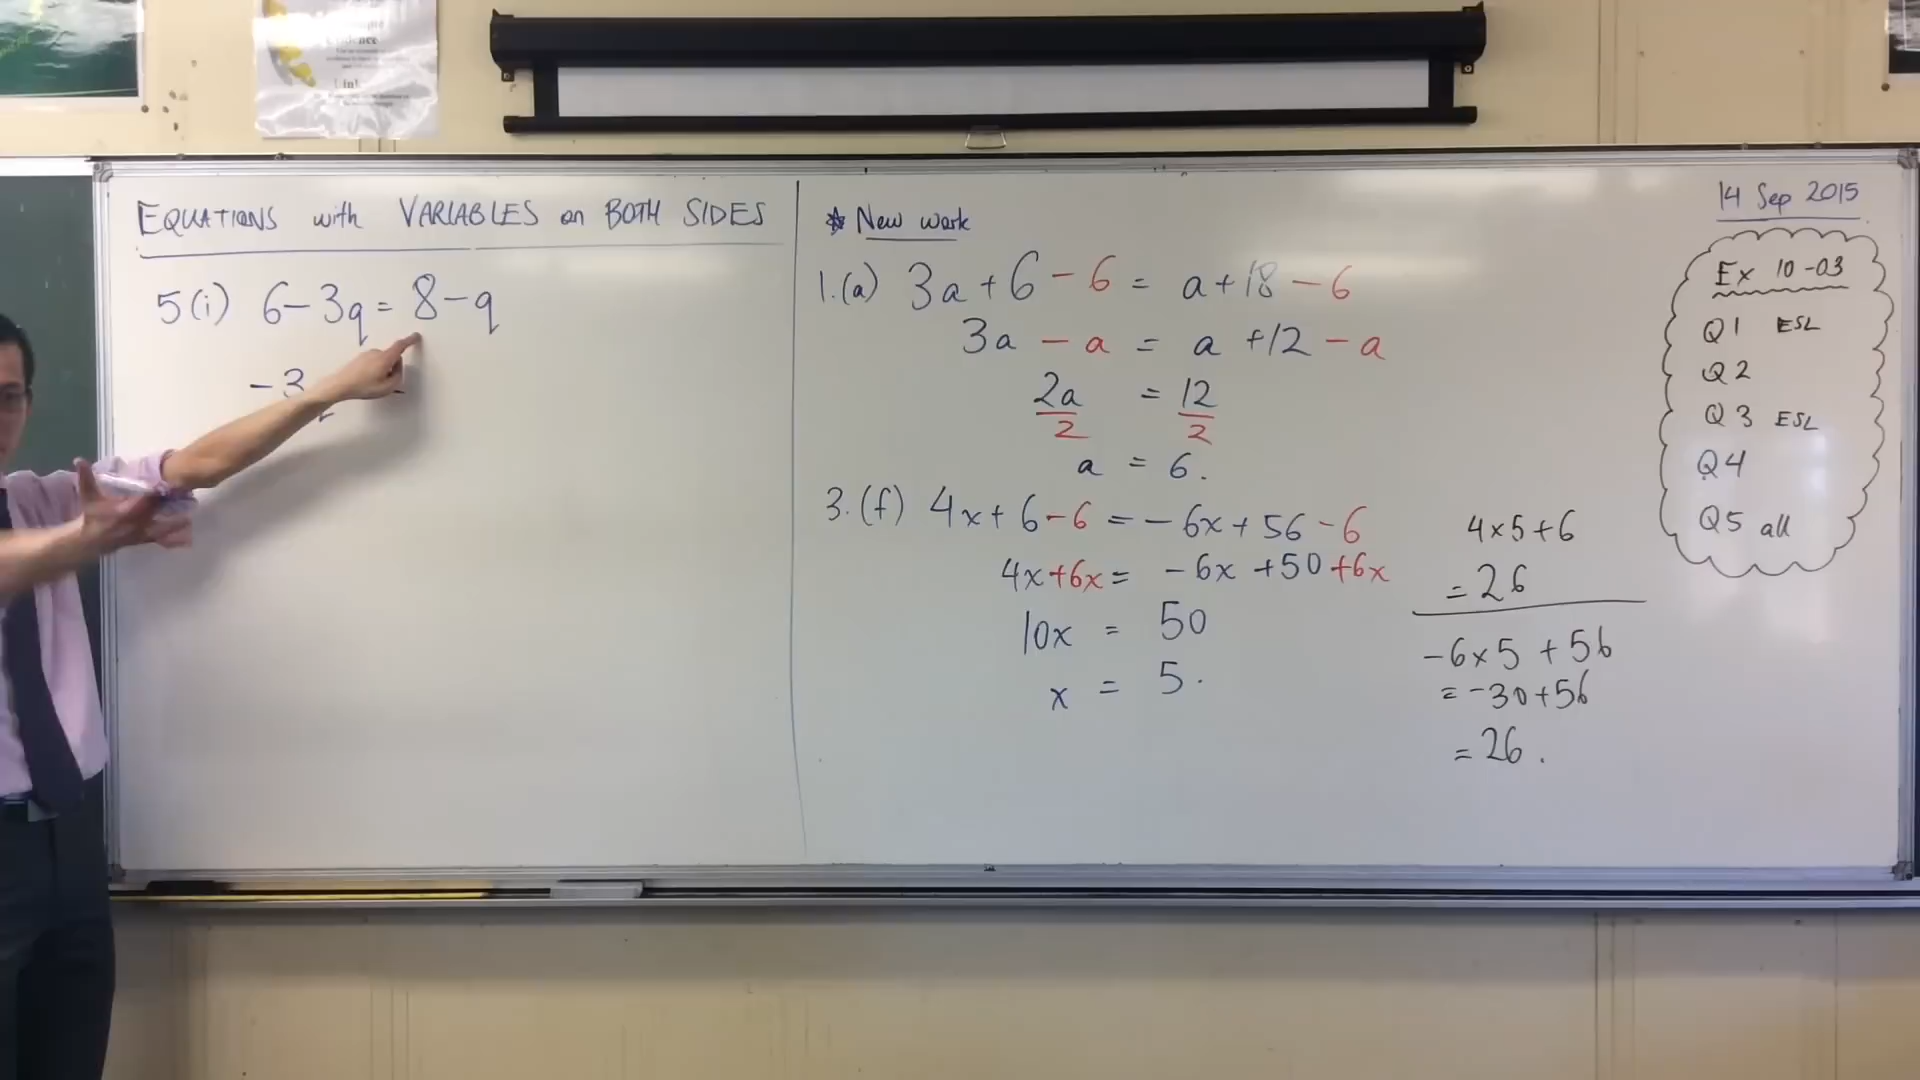 EQUATIONS with VARIABLES on BOTH SIDES
5(i) 6-3q = 8-q
-3
* New work
1.(a) 3a+6-6 = a+18-6
3a - a = a +12 - a
2a = 12
2 2
a = 6.
3.(f) 4x+6-6 = -6x+56-6
4x+6x = -6x +50+6x
10x = 50
x = 5.
4×5+6
=26
-6×5 +56
=-30+56
=26.
14 Sep 2015
Ex 10-03
Q1 ESL
Q2
Q3 ESL
Q4
Q5 all